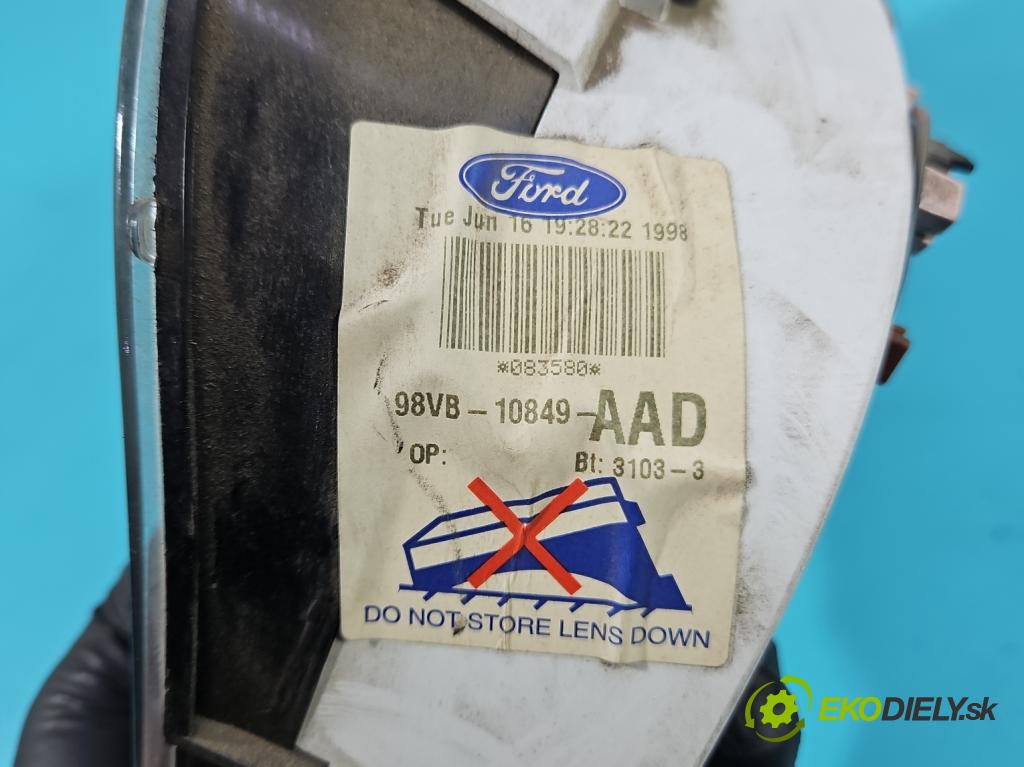 Ford
Tue Jun 16 19:28:22 1998
*083580*
98VB-10849-AAD
OP: Bt: 3103-3
DO NOT STORE LENS DOWN
EKODIELY.sk